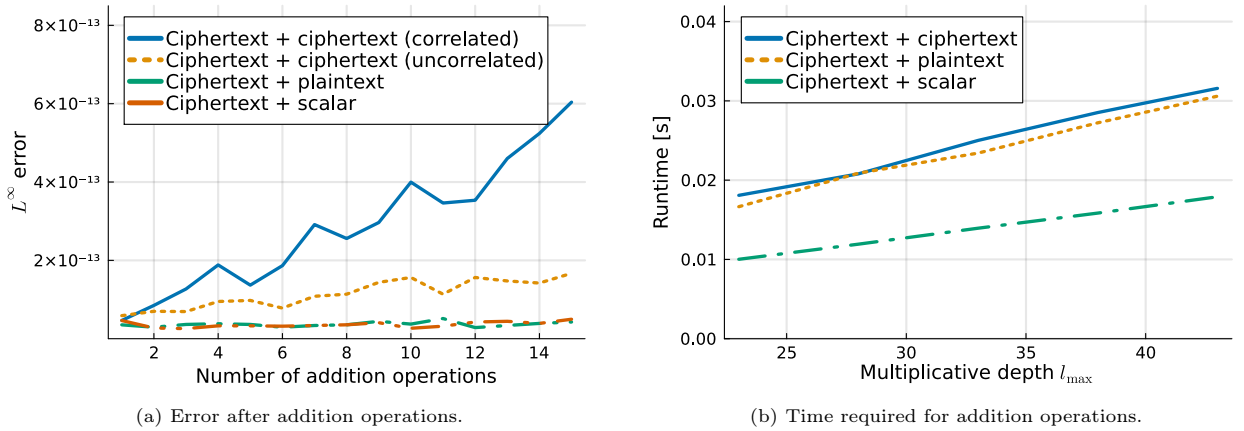 8×10⁻¹³
6×10⁻¹³
4×10⁻¹³
2×10⁻¹³
L∞ error
Ciphertext + ciphertext (correlated)
Ciphertext + ciphertext (uncorrelated)
Ciphertext + plaintext
Ciphertext + scalar
2 4 6 8 10 12 14
Number of addition operations
(a) Error after addition operations.
0.04
0.03
0.02
0.01
0.00
Runtime [s]
Ciphertext + ciphertext
Ciphertext + plaintext
Ciphertext + scalar
25 30 35 40
Multiplicative depth l_max
(b) Time required for addition operations.